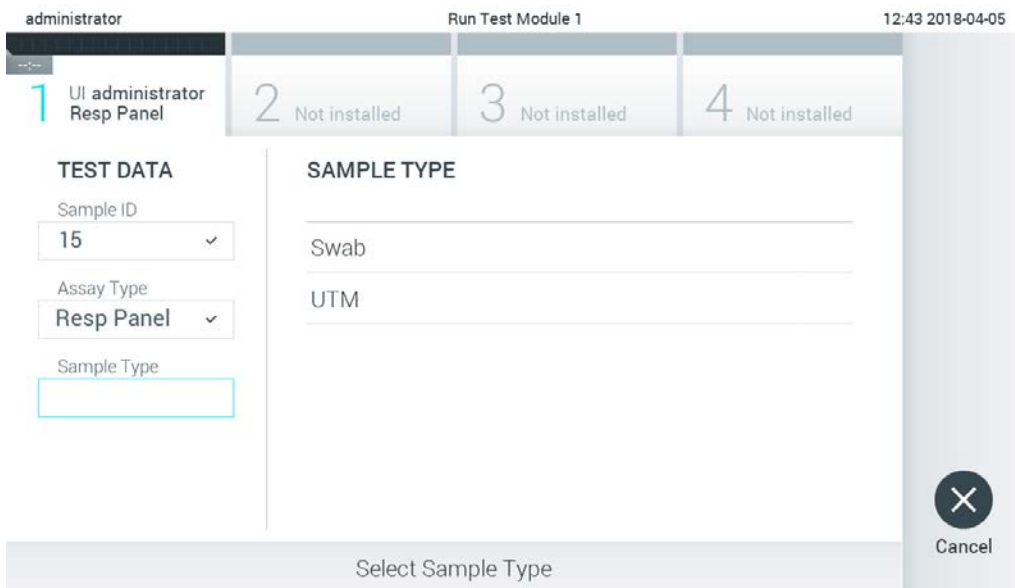 administrator
Run Test Module 1
12:43 2018-04-05
--:--
1
UI administrator
Resp Panel
2 Not installed
3 Not installed
4 Not installed
TEST DATA
Sample ID
15
Assay Type
Resp Panel
Sample Type
SAMPLE TYPE
Swab
UTM
Cancel
Select Sample Type